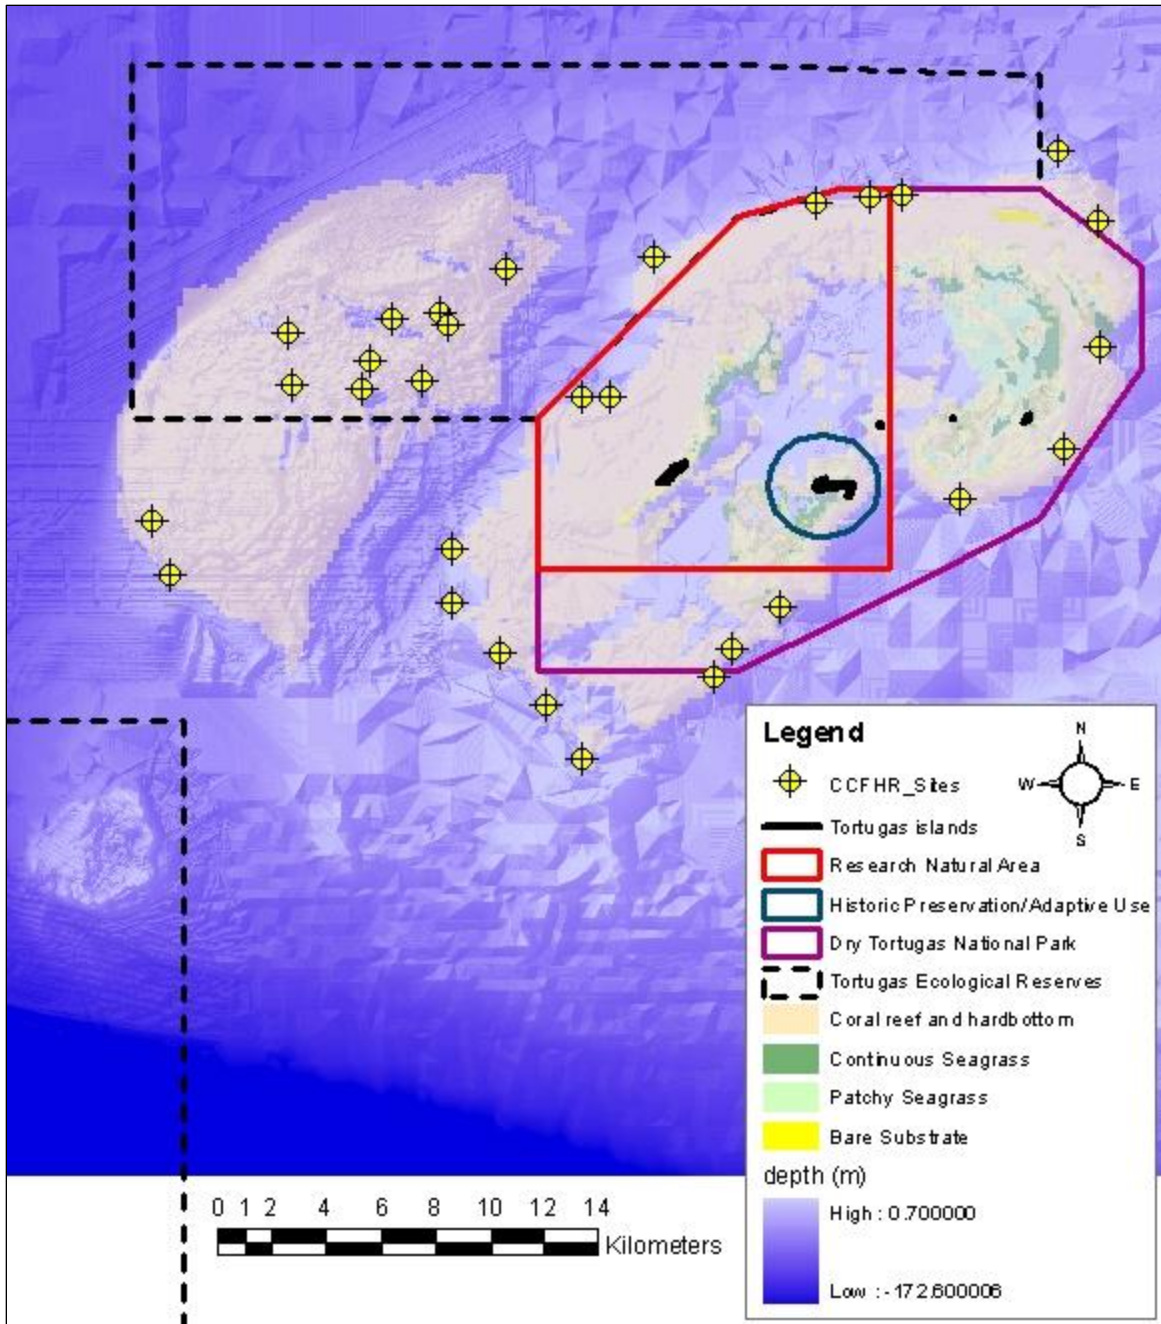 Legend
N
W
E
S
CCFHR_Sites
Tortugas islands
Research Natural Area
Historic Preservation/Adaptive Use
Dry Tortugas National Park
Tortugas Ecological Reserves
Coral reef and hardbottom
Continuous Seagrass
Patchy Seagrass
Bare Substrate
depth (m)
High : 0.700000
Low : -172.600006
0 1 2 4 6 8 10 12 14
Kilometers